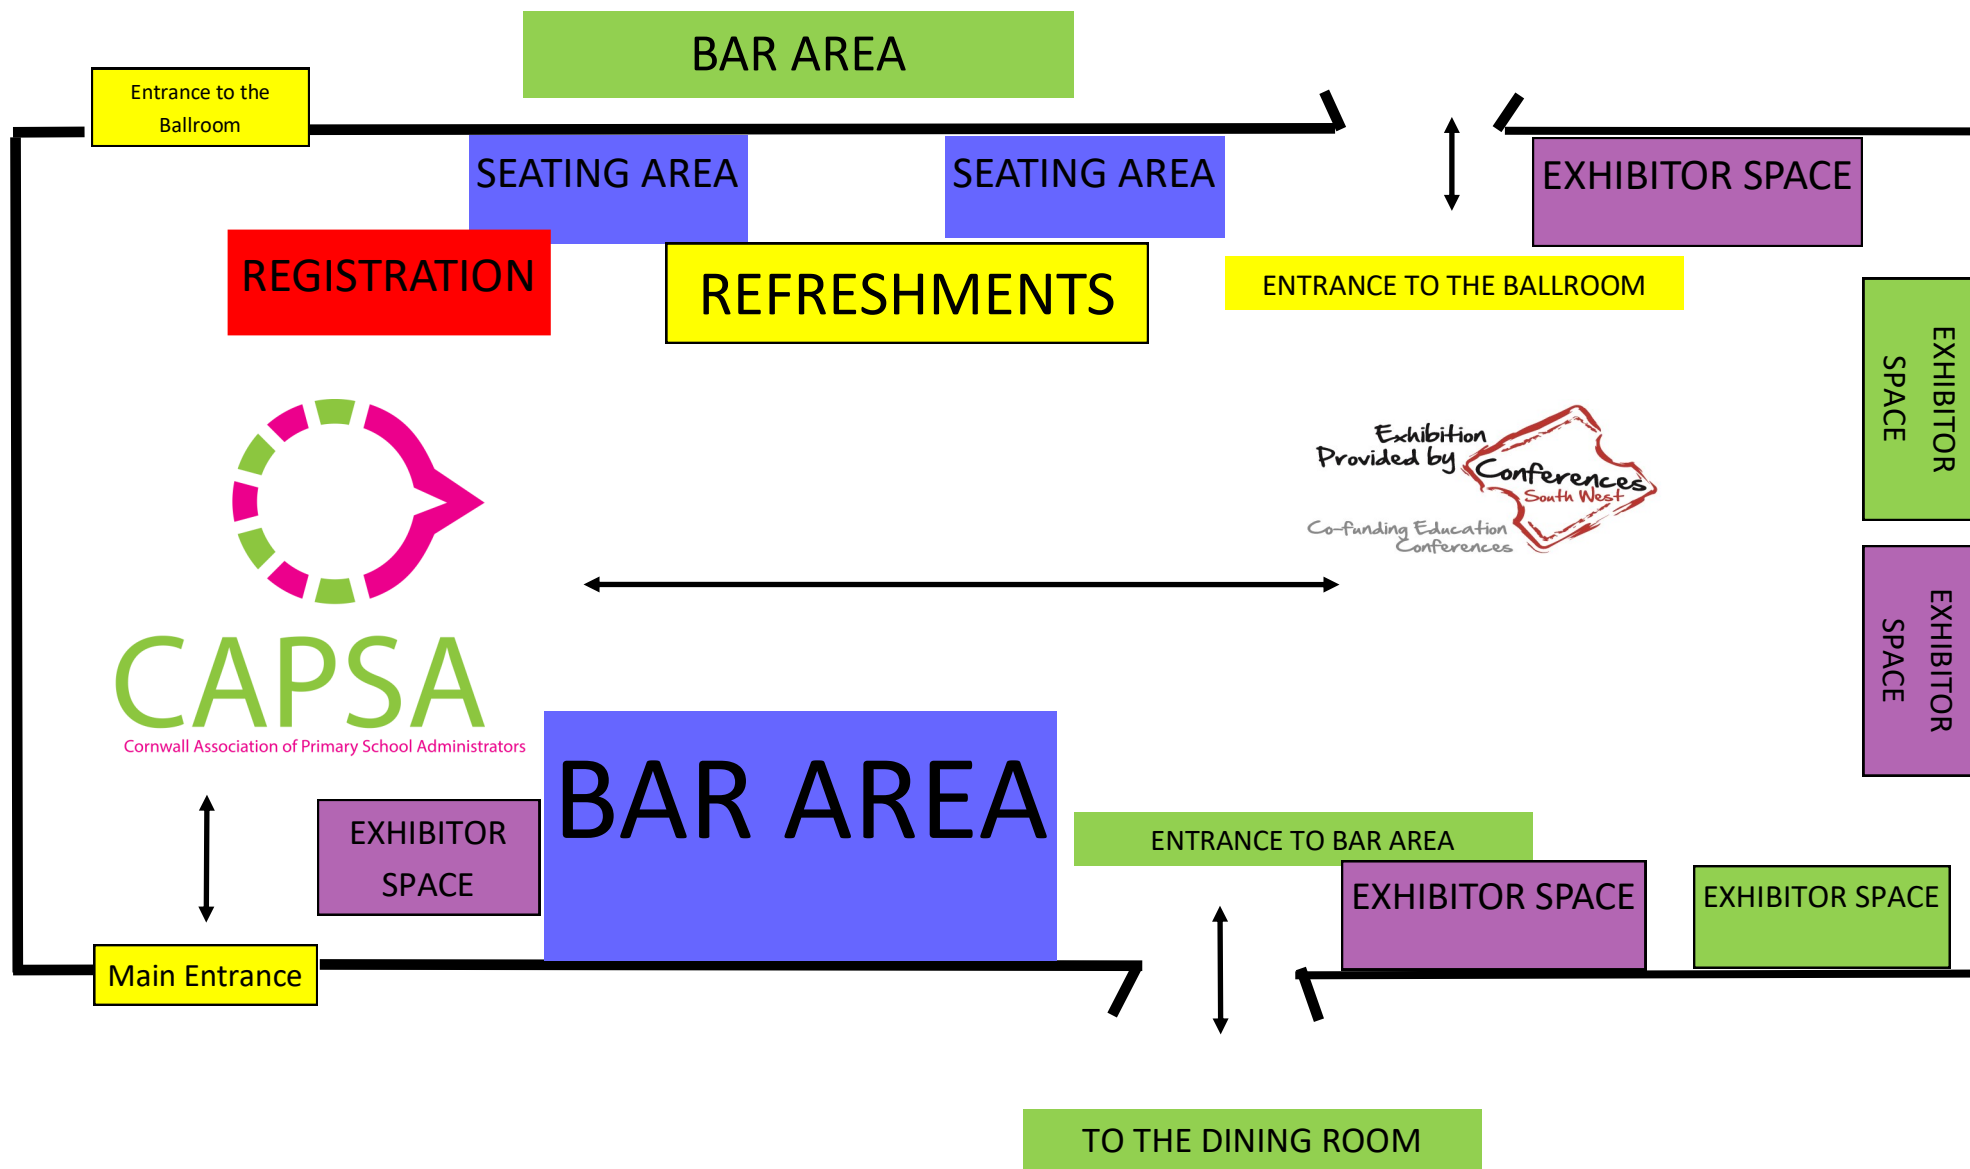 BAR AREA
Entrance to the
Ballroom
SEATING AREA
SEATING AREA
EXHIBITOR SPACE
REGISTRATION
REFRESHMENTS
ENTRANCE TO THE BALLROOM
EXHIBITOR
SPACE
Exhibition
Provided by
Conferences
South West
Co-funding Education
Conferences
EXHIBITOR
SPACE
CAPSA
Cornwall Association of Primary School Administrators
BAR AREA
EXHIBITOR
SPACE
ENTRANCE TO BAR AREA
EXHIBITOR SPACE
EXHIBITOR SPACE
Main Entrance
TO THE DINING ROOM